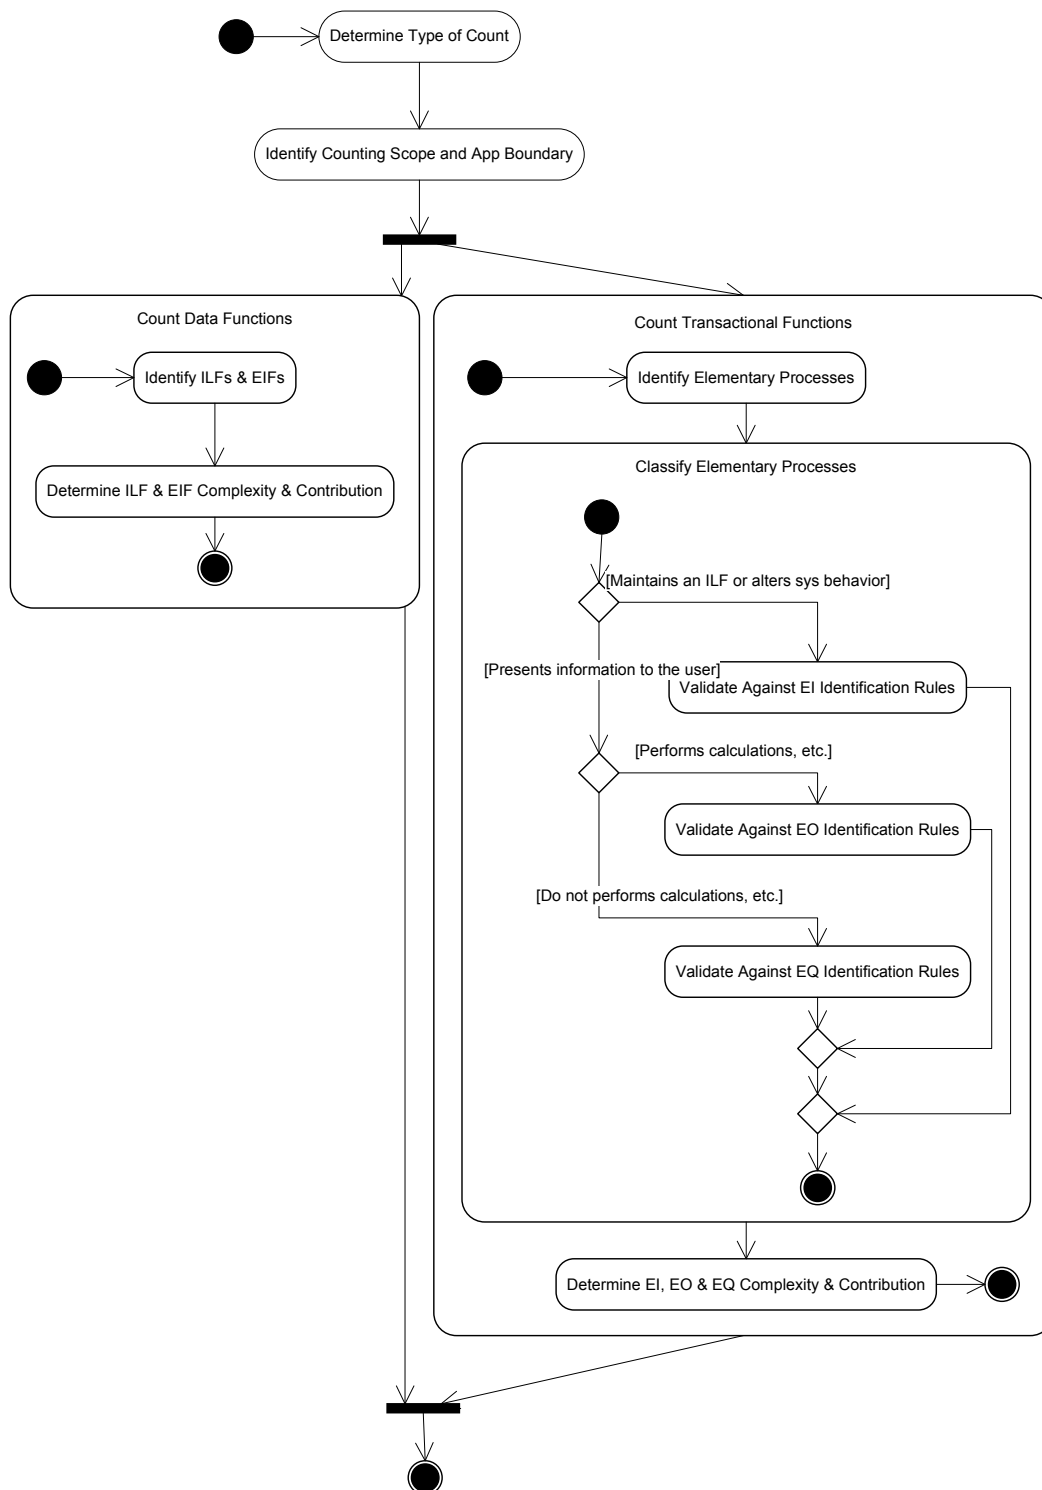 Determine Type of Count
Identify Counting Scope and App Boundary
Count Data Functions
Identify ILFs & EIFs
Determine ILF & EIF Complexity & Contribution
Count Transactional Functions
Identify Elementary Processes
Classify Elementary Processes
[Maintains an ILF or alters sys behavior]
[Presents information to the user]
Validate Against EI Identification Rules
[Performs calculations, etc.]
Validate Against EO Identification Rules
[Do not performs calculations, etc.]
Validate Against EQ Identification Rules
Determine EI, EO & EQ Complexity & Contribution